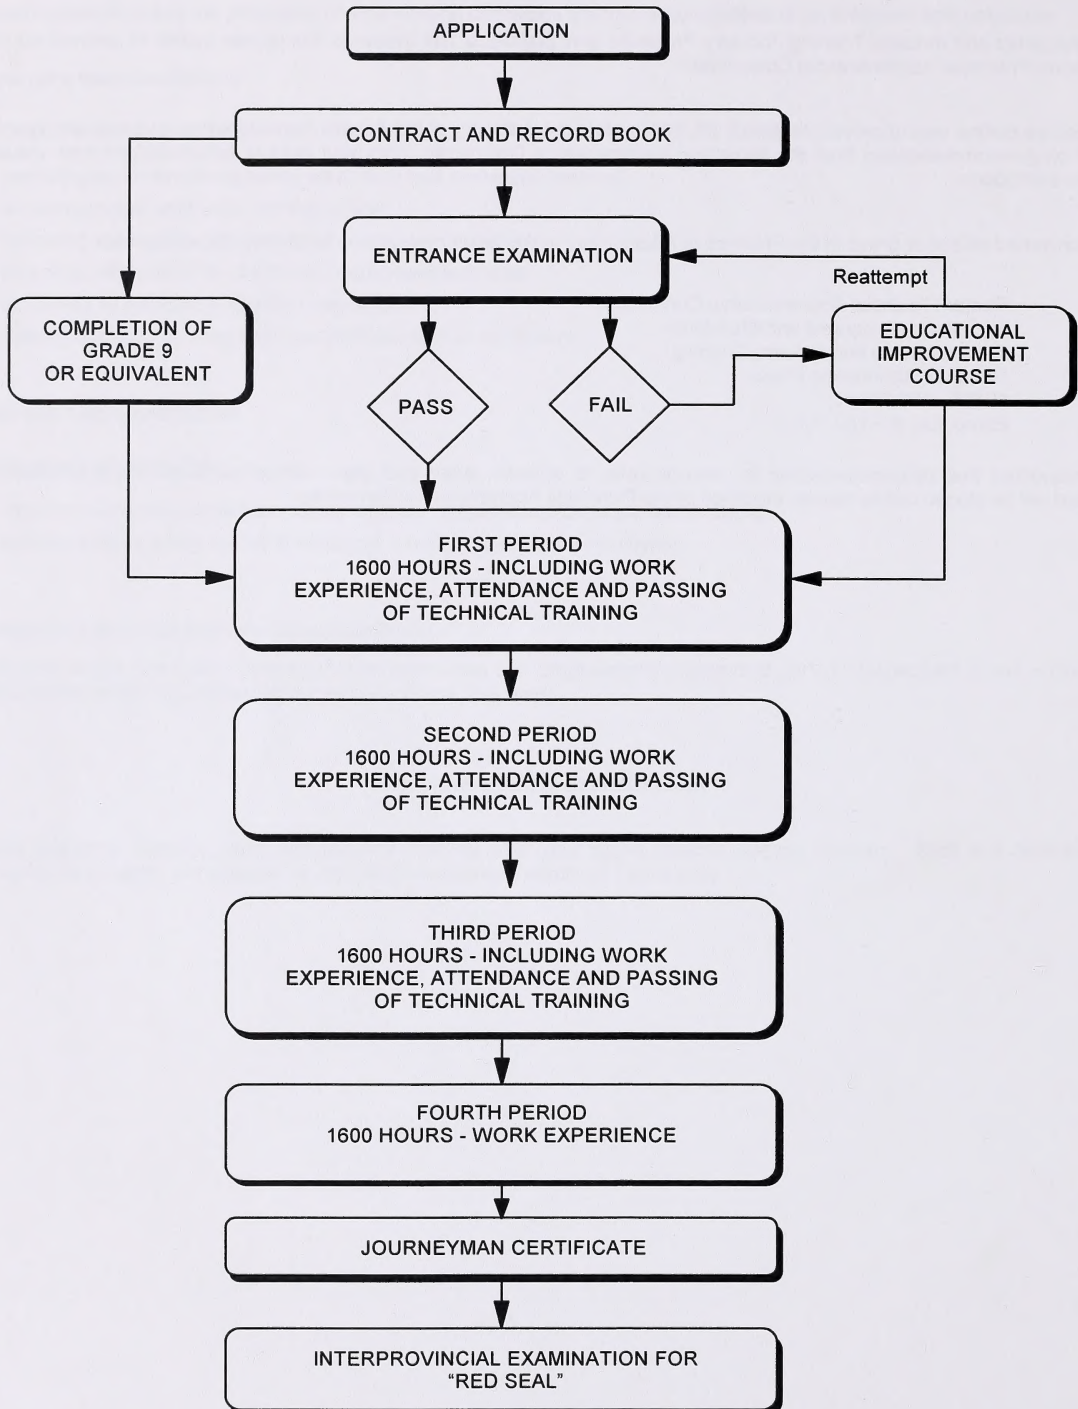 APPLICATION
CONTRACT AND RECORD BOOK
ENTRANCE EXAMINATION
Reattempt
COMPLETION OF
GRADE 9
OR EQUIVALENT
EDUCATIONAL
IMPROVEMENT
COURSE
PASS
FAIL
FIRST PERIOD
1600 HOURS - INCLUDING WORK
EXPERIENCE, ATTENDANCE AND PASSING
OF TECHNICAL TRAINING
SECOND PERIOD
1600 HOURS - INCLUDING WORK
EXPERIENCE, ATTENDANCE AND PASSING
OF TECHNICAL TRAINING
THIRD PERIOD
1600 HOURS - INCLUDING WORK
EXPERIENCE, ATTENDANCE AND PASSING
OF TECHNICAL TRAINING
FOURTH PERIOD
1600 HOURS - WORK EXPERIENCE
JOURNEYMAN CERTIFICATE
INTERPROVINCIAL EXAMINATION FOR
"RED SEAL"